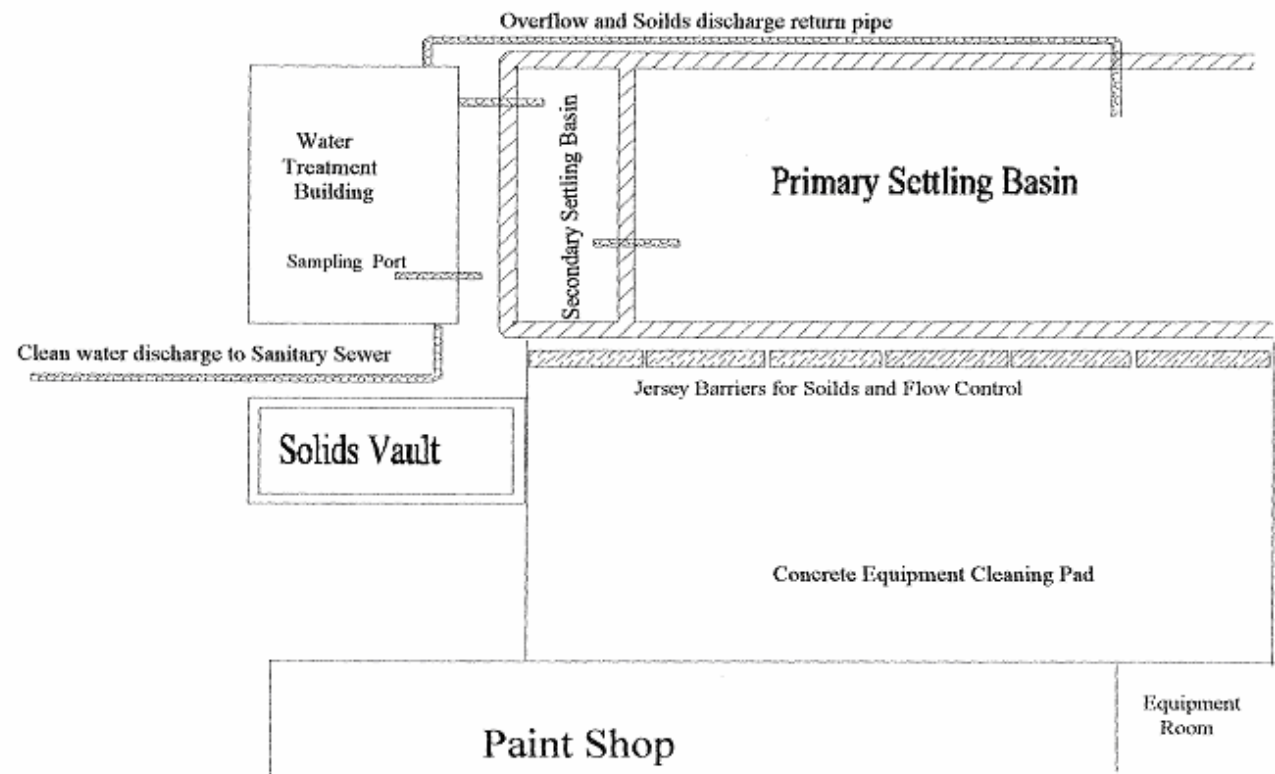 Overflow and Soilds discharge return pipe
Water
Treatment
Building
Secondary Settling Basin
Primary Settling Basin
Sampling Port
Clean water discharge to Sanitary Sewer
Jersey Barriers for Soilds and Flow Control
Solids Vault
Concrete Equipment Cleaning Pad
Equipment
Room
Paint Shop